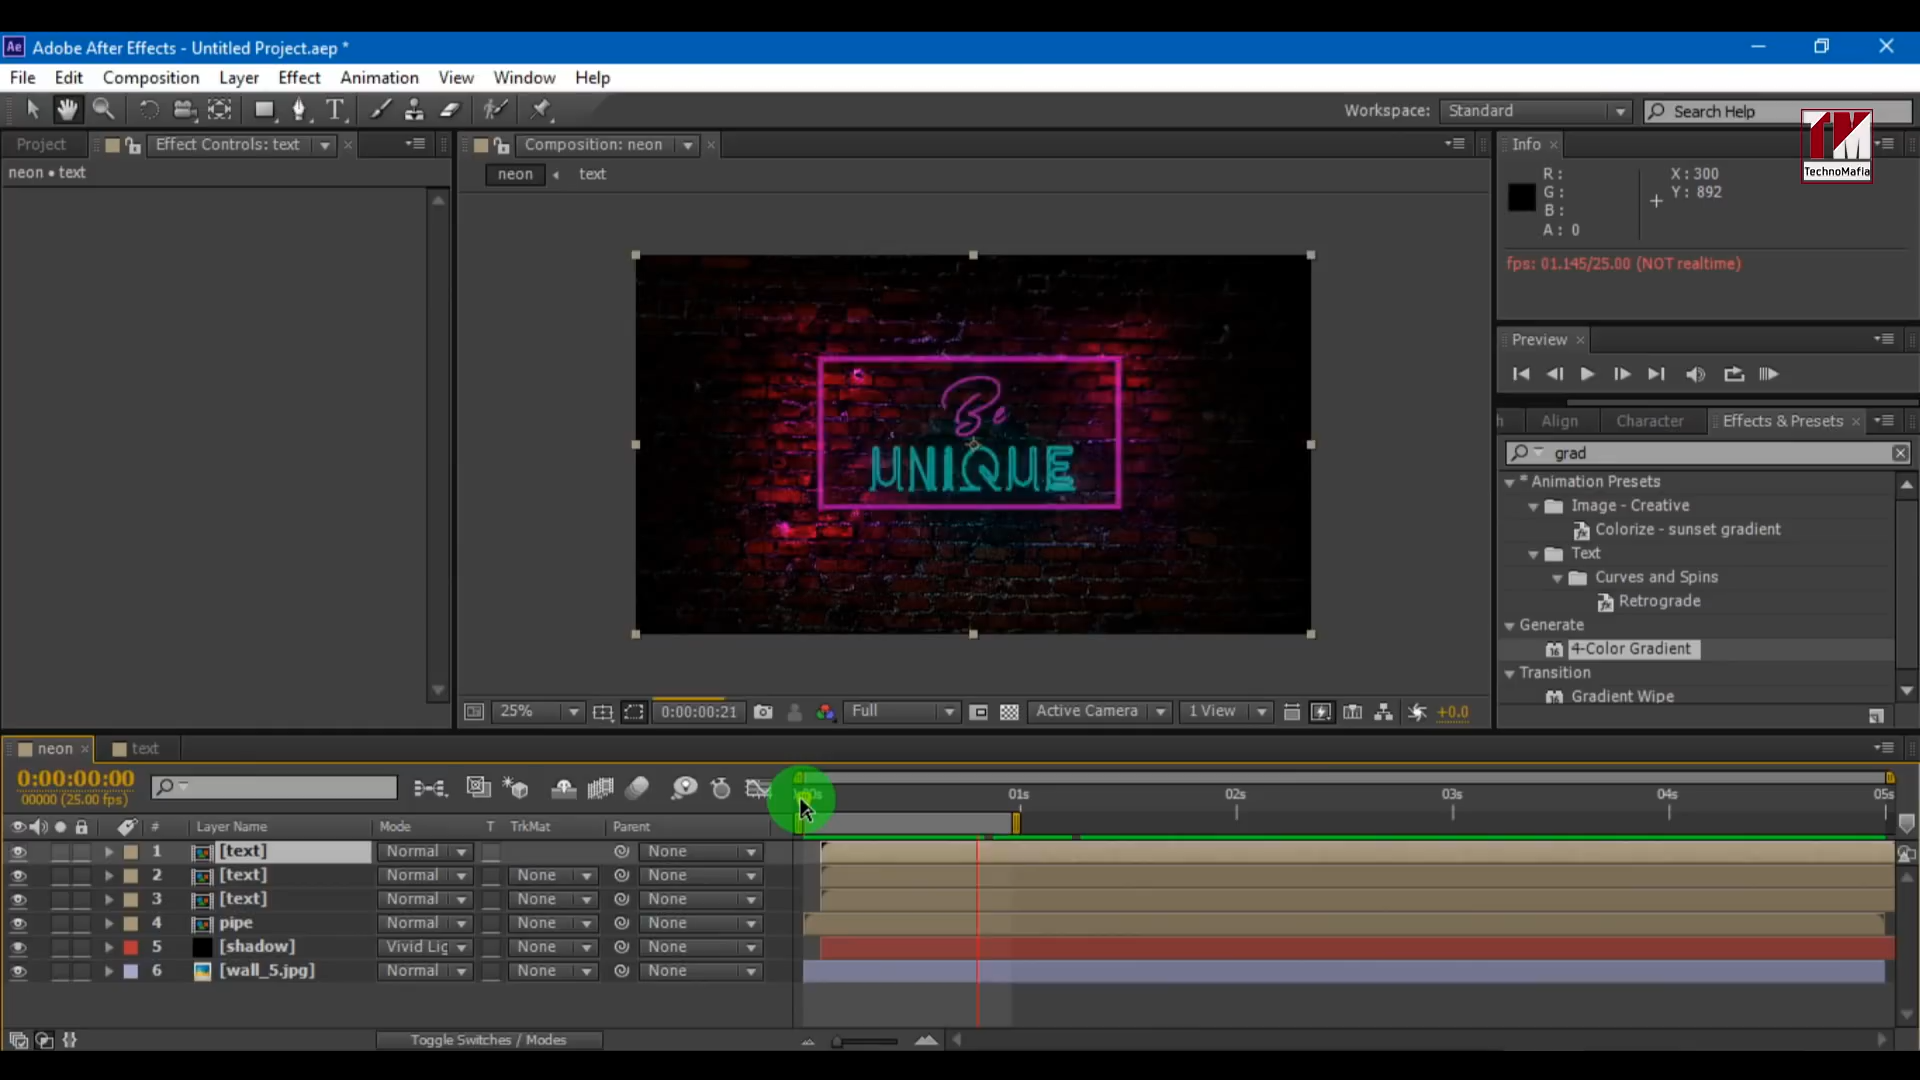 Ae Adobe After Effects - Untitled Project.aep *
File Edit Composition Layer Effect Animation View Window Help
Workspace: Standard Search Help
TM
TechnoMafia
Project Effect Controls: text
neon • text
Composition: neon
neon text
Info
R:
G:
B:
A: 0
X: 300
Y: 892
fps: 01.145/25.00 (NOT realtime)
Be
UNIQUE
Preview
Align Character Effects & Presets
grad
* Animation Presets
Image - Creative
Colorize - sunset gradient
Text
Curves and Spins
Retrograde
Generate
4-Color Gradient
Transition
Gradient Wipe
25% 0:00:00:21 Full Active Camera 1 View +0.0
neon text
0:00:00:00
00000 (25.00 fps)
01s 02s 03s 04s 05s
# Layer Name Mode T TrkMat Parent
1 [text] Normal None
2 [text] Normal None None
3 [text] Normal None None
4 pipe Normal None None
5 [shadow] Vivid Lig None None
6 [wall_5.jpg] Normal None None
Toggle Switches / Modes